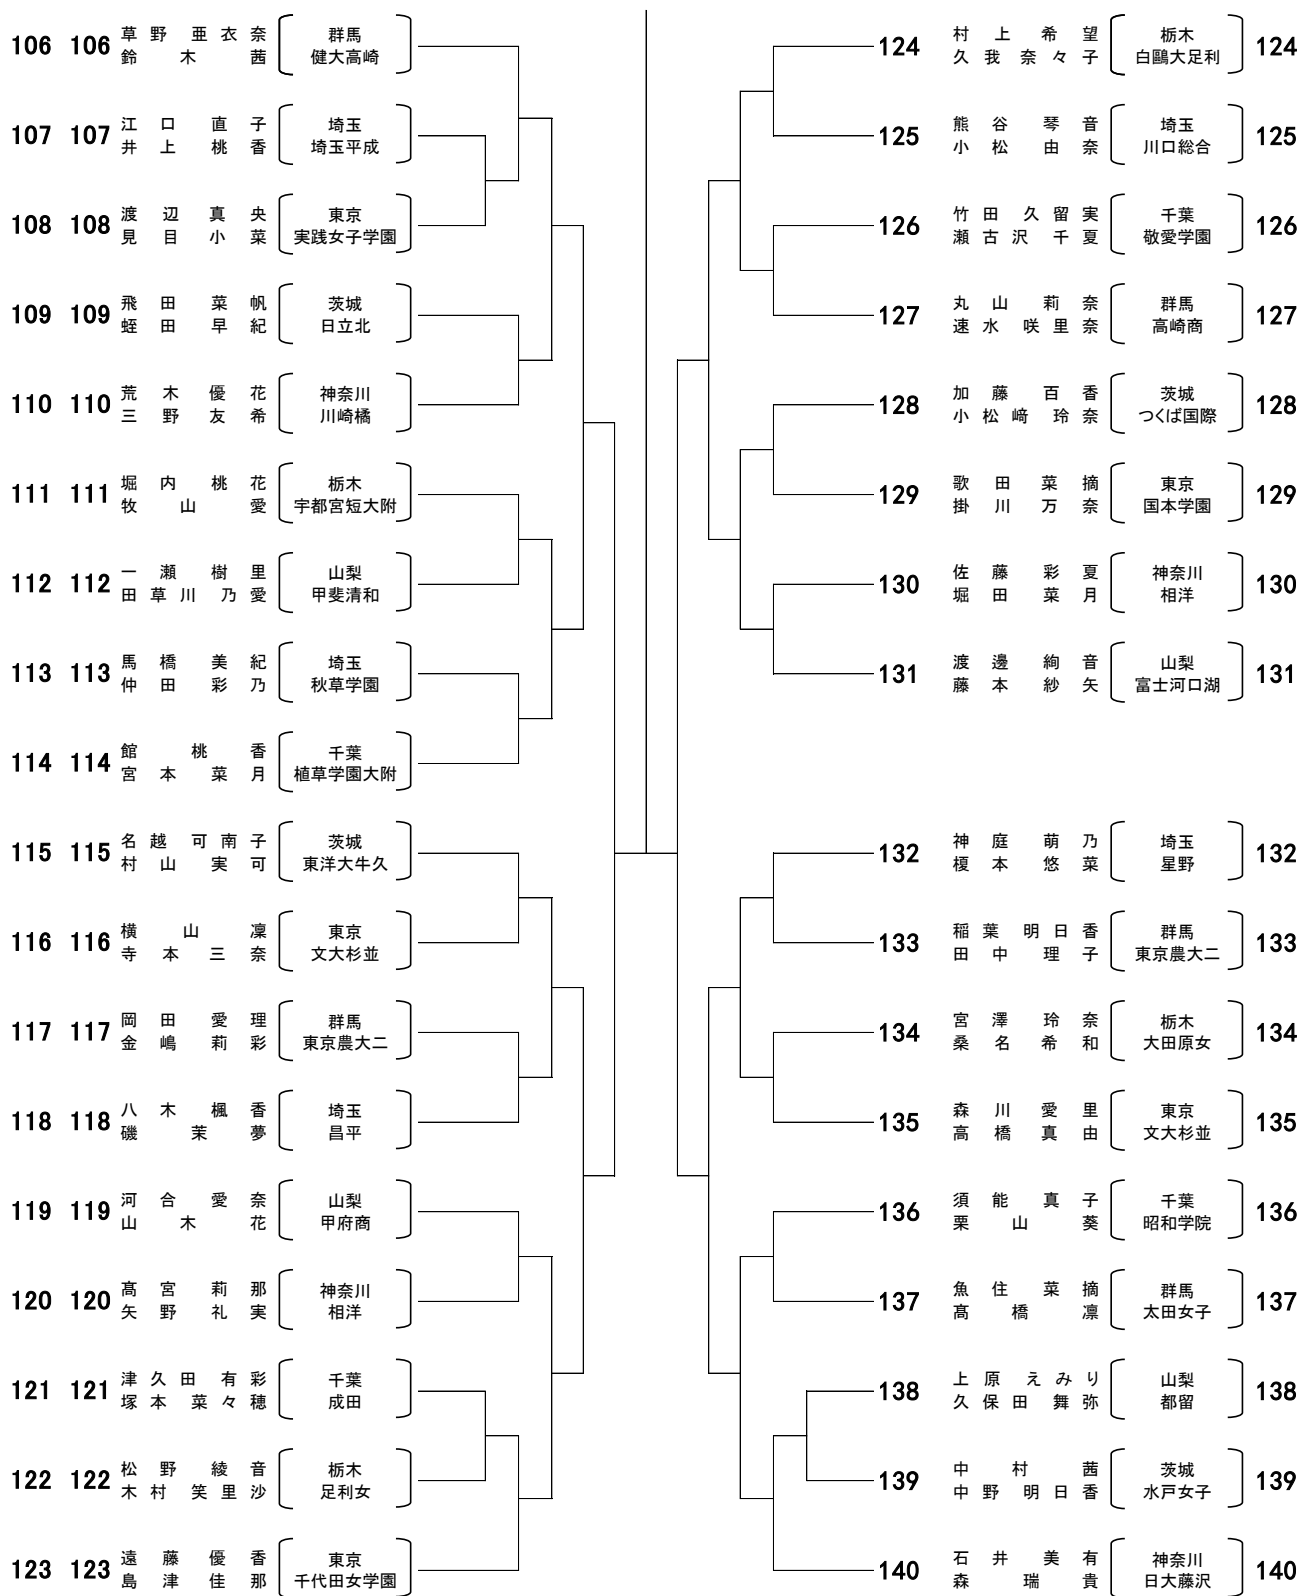 106 106 草野亜衣奈 群馬
鈴木茜 健大高崎
107 107 江口直子 埼玉
井上桃香 埼玉平成
108 108 渡辺真央 東京
見目小菜 実践女子学園
109 109 飛田菜帆 茨城
蛭田早紀 日立北
110 110 荒木優花 神奈川
三野友希 川崎橘
111 111 堀内桃花 栃木
牧山愛 宇都宮短大附
112 112 一瀬樹里 山梨
田草川乃愛 甲斐清和
113 113 馬橋美紀 埼玉
仲田彩乃 秋草学園
114 114 館桃香 千葉
宮本菜月 植草学園大附
115 115 名越可南子 茨城
村山実可 東洋大牛久
116 116 横山凜 東京
寺本三奈 文大杉並
117 117 岡田愛理 群馬
金嶋莉彩 東京農大二
118 118 八木楓香 埼玉
磯茉夢 昌平
119 119 河合愛奈 山梨
山木花 甲府商
120 120 髙宮莉那 神奈川
矢野礼実 相洋
121 121 津久田有彩 千葉
塚本菜々穂 成田
122 122 松野綾音 栃木
木村笑里沙 足利女
123 123 遠藤優香 東京
島津佳那 千代田女学園
124 村上希望 栃木 124
久我奈々子 白鷗大足利
125 熊谷琴音 埼玉 125
小松由奈 川口総合
126 竹田久留実 千葉 126
瀬古沢千夏 敬愛学園
127 丸山莉奈 群馬 127
速水咲里奈 高崎商
128 加藤百香 茨城 128
小松﨑玲奈 つくば国際
129 歌田菜摘 東京 129
掛川万奈 国本学園
130 佐藤彩夏 神奈川 130
堀田菜月 相洋
131 渡邊絢音 山梨 131
藤本紗矢 富士河口湖
132 神庭萌乃 埼玉 132
榎本悠菜 星野
133 稲葉明日香 群馬 133
田中理子 東京農大二
134 宮澤玲奈 栃木 134
桑名希和 大田原女
135 森川愛里 東京 135
高橋真由 文大杉並
136 須能真子 千葉 136
栗山葵 昭和学院
137 魚住菜摘 群馬 137
髙橋凛 太田女子
138 上原えみり 山梨 138
久保田舞弥 都留
139 中村茜 茨城 139
中野明日香 水戸女子
140 石井美有 神奈川 140
森瑞貴 日大藤沢